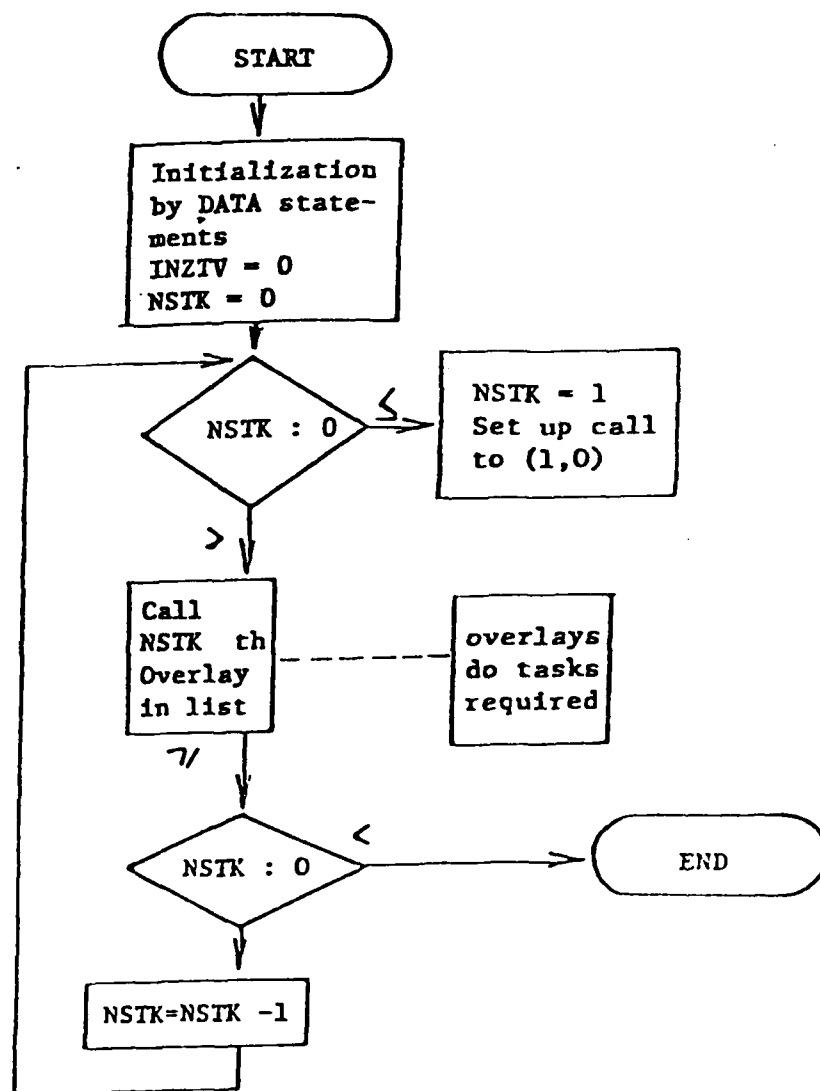 START
Initialization
by DATA state-
ments
INZTV = 0
NSTK = 0
NSTK : 0
≤
NSTK = 1
Set up call
to (1,0)
>
Call
NSTK th
Overlay
in list
overlays
do tasks
required
≥
NSTK : 0
<
END
NSTK=NSTK -1